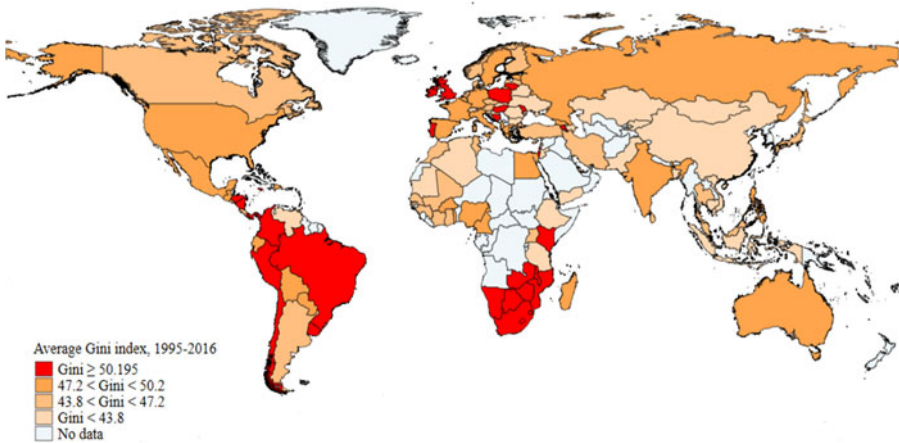 Average Gini index, 1995-2016
Gini ≥ 50.195
47.2 < Gini < 50.2
43.8 < Gini < 47.2
Gini < 43.8
No data